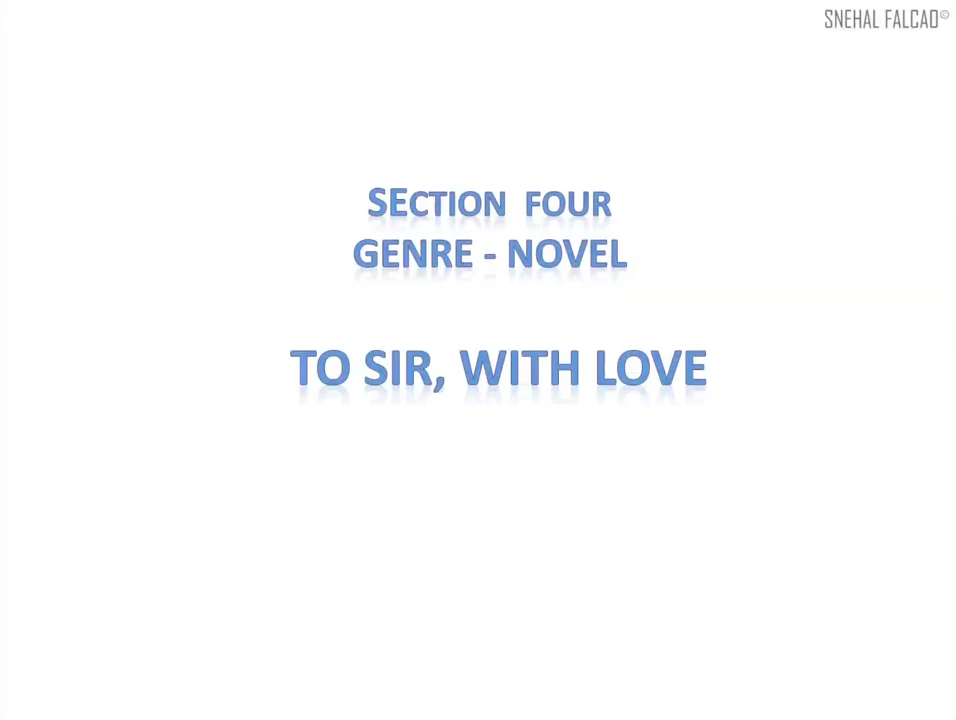 SNEHAL FALCAO©
SECTION FOUR
GENRE - NOVEL
TO SIR, WITH LOVE